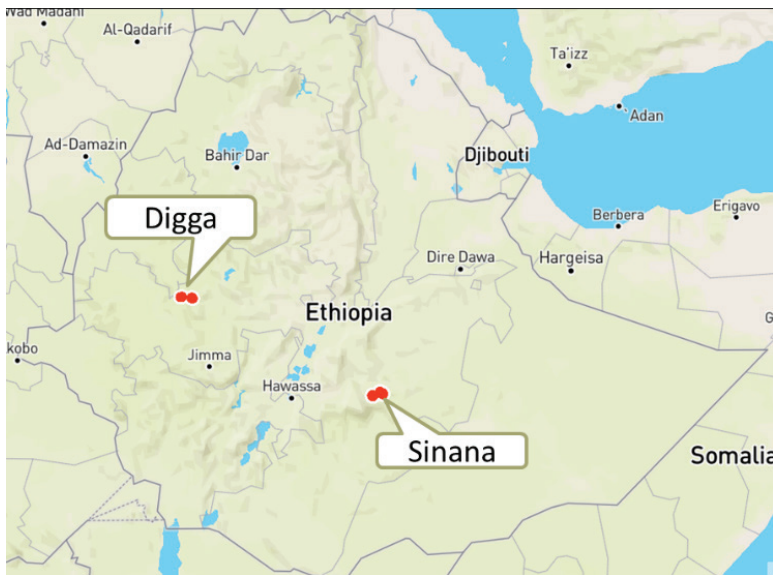 Wad Madani
Al-Qadarif
Ta'izz
Adan
Ad-Damazin
Bahir Dar
Djibouti
Digga
Berbera
Erigavo
Dire Dawa
Hargeisa
Ethiopia
G
kobo
Jimma
Hawassa
Sinana
Somalia